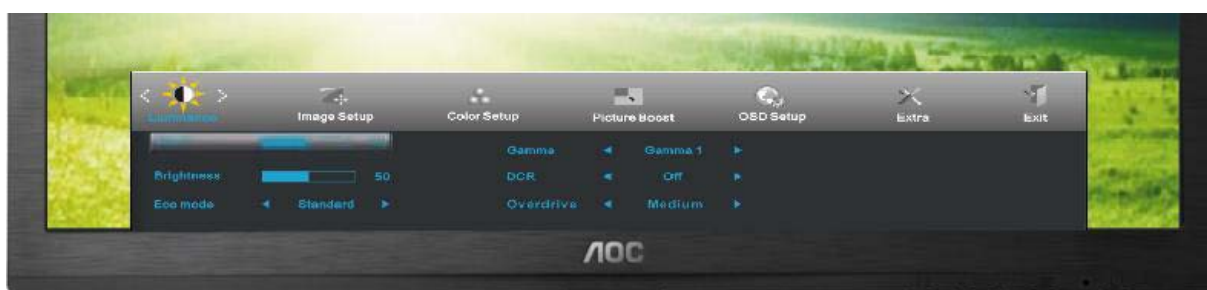 < >
Luminance
Image Setup
Color Setup
Picture Boost
OSD Setup
Extra
Exit
Brightness 50
Eco mode ◄ Standard ►
Gamma ◄ Gamma 1 ►
DCR ◄ Off ►
Overdrive ◄ Medium ►
AOC